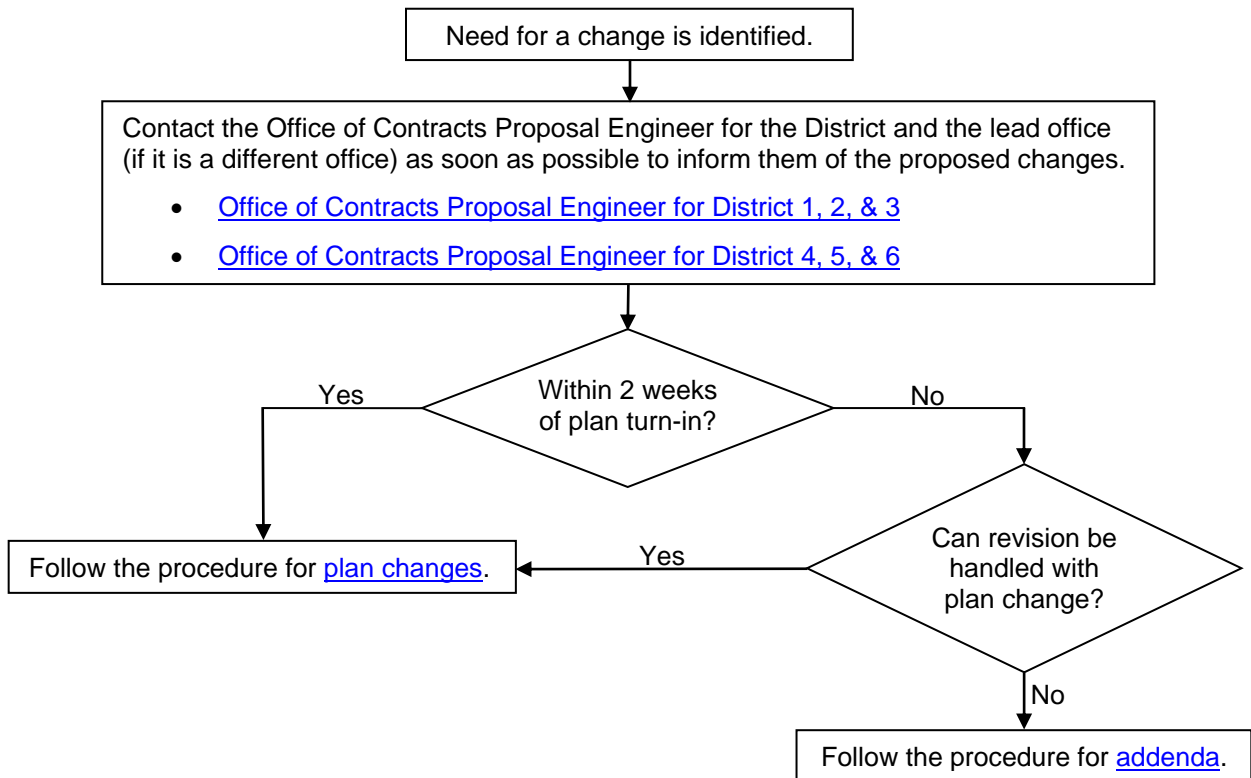 Need for a change is identified.
Contact the Office of Contracts Proposal Engineer for the District and the lead office
(if it is a different office) as soon as possible to inform them of the proposed changes.
• Office of Contracts Proposal Engineer for District 1, 2, & 3
• Office of Contracts Proposal Engineer for District 4, 5, & 6
Within 2 weeks
of plan turn-in?
Yes
No
Follow the procedure for plan changes.
Yes
Can revision be
handled with
plan change?
No
Follow the procedure for addenda.